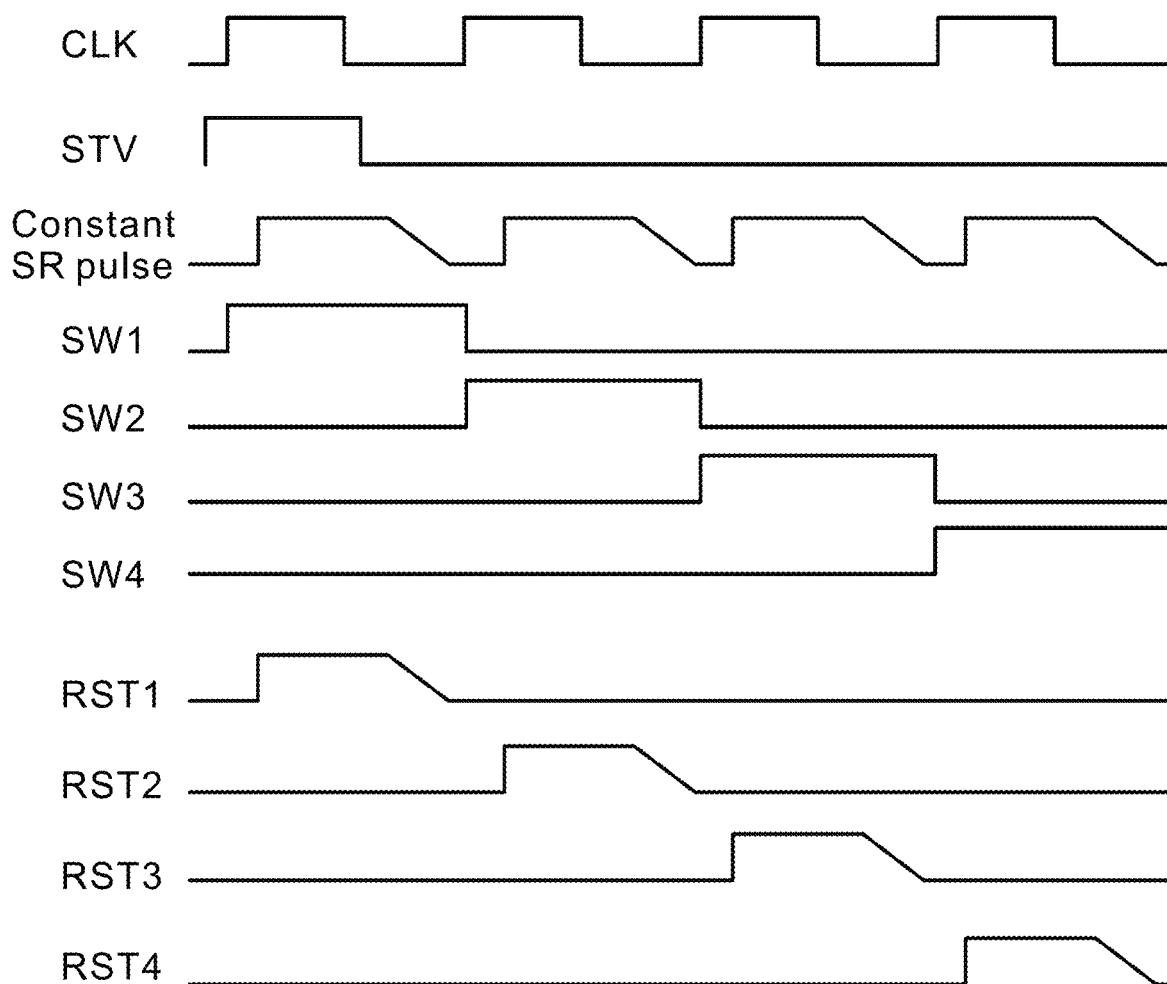 CLK
STV
Constant
SR pulse
SW1
SW2
SW3
SW4
RST1
RST2
RST3
RST4